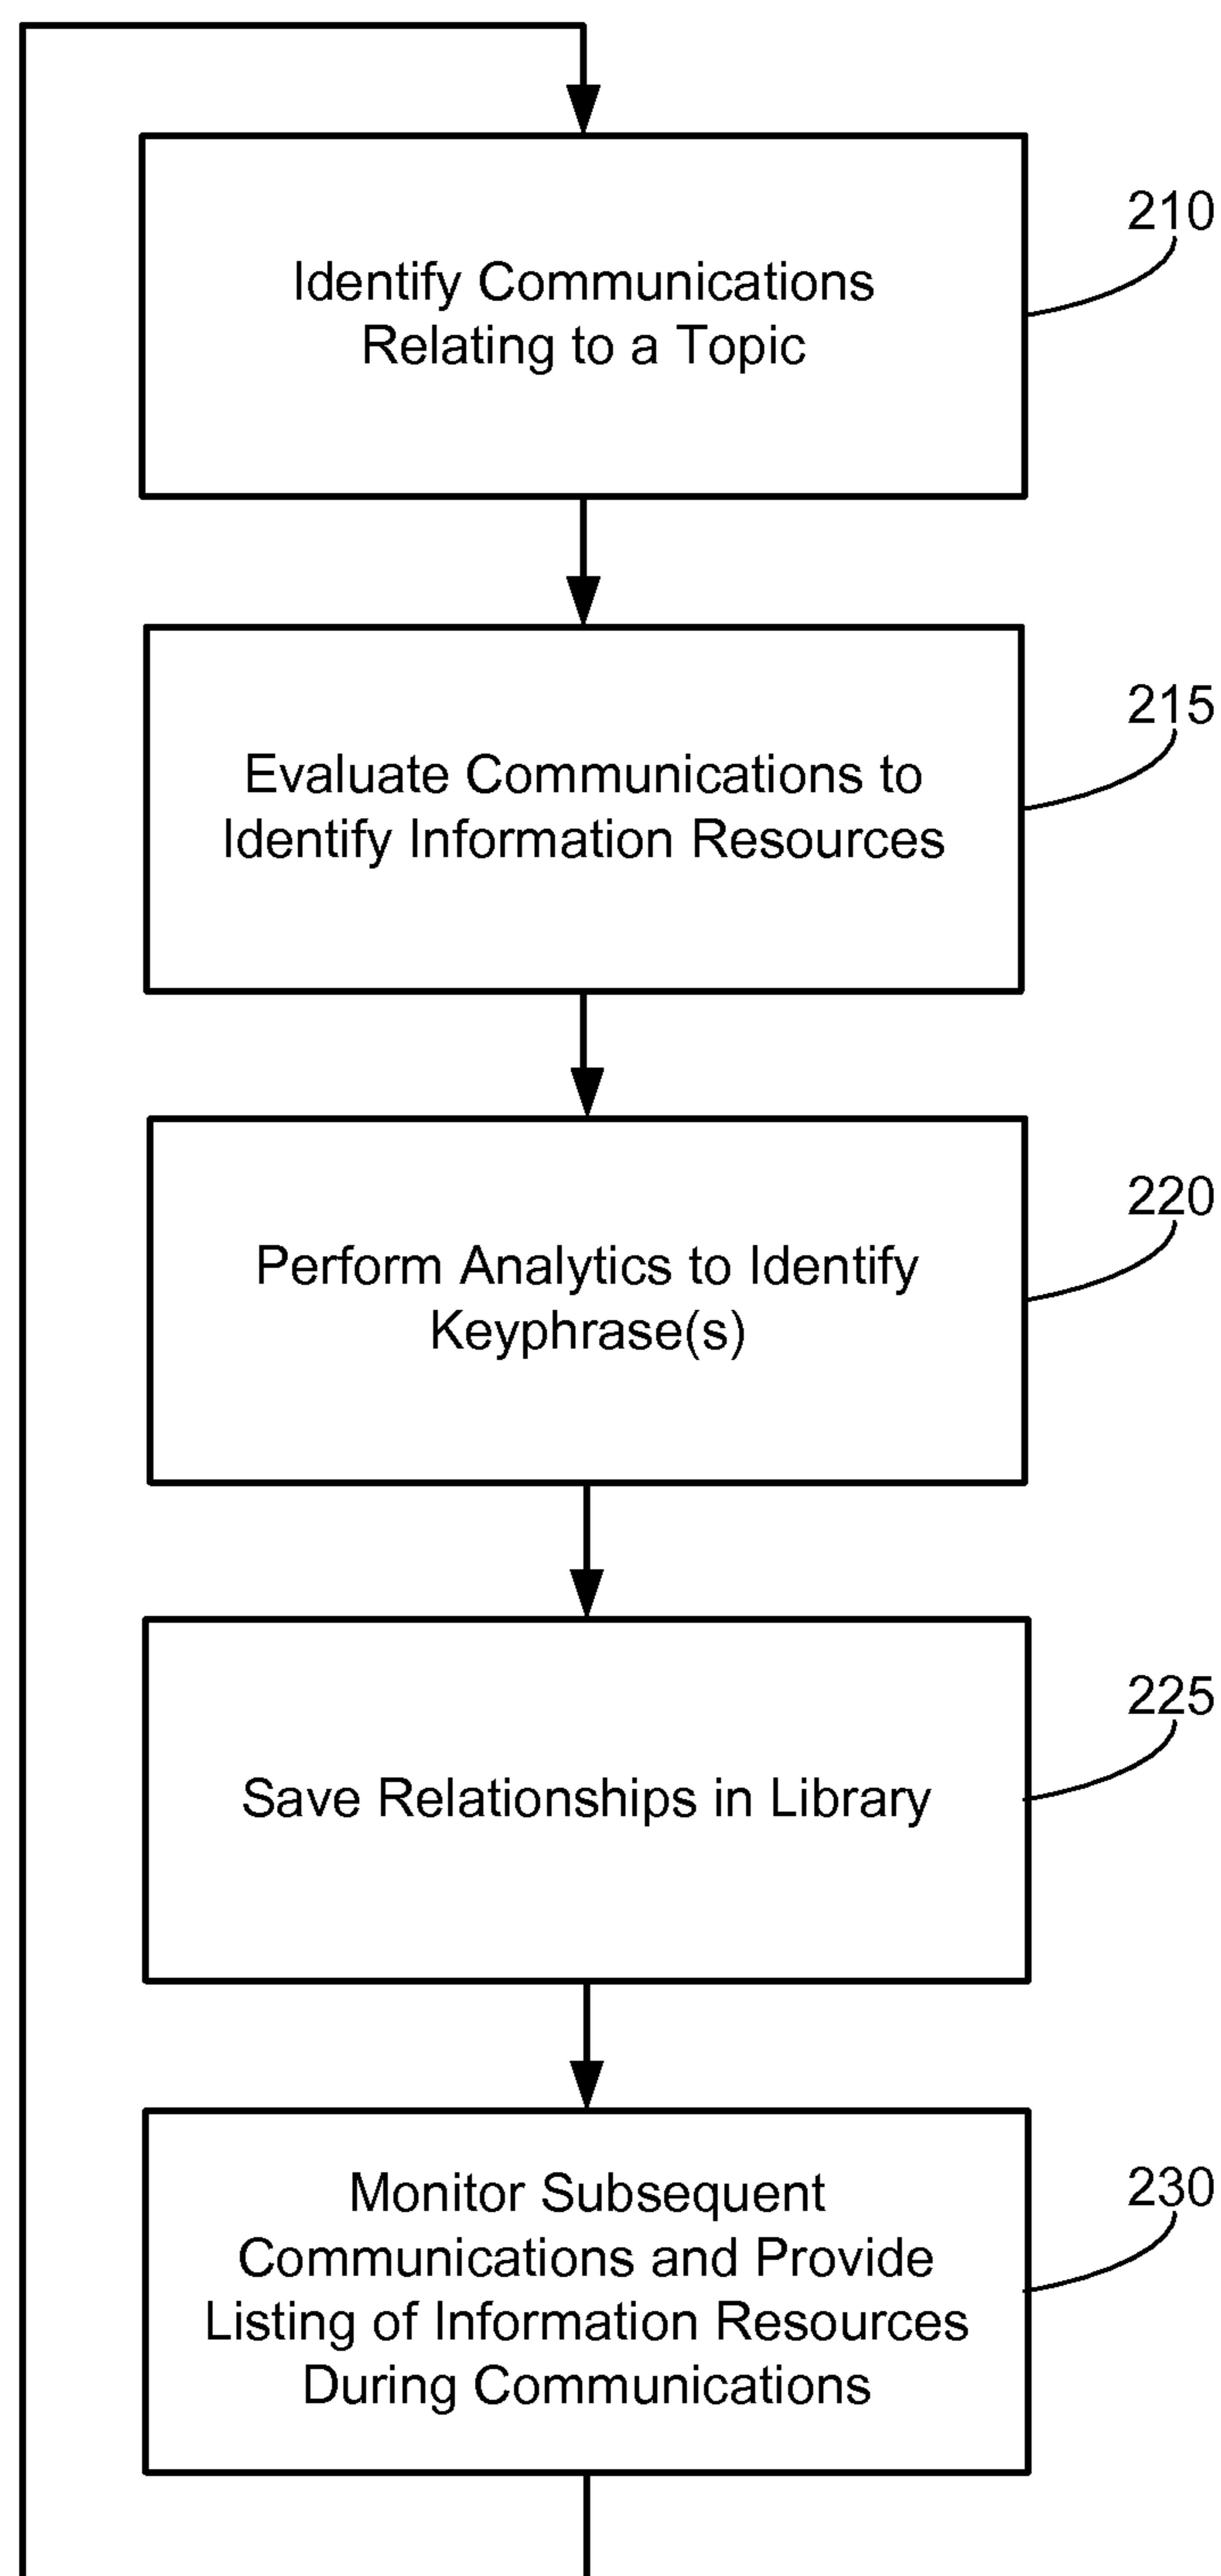 Identify Communications
Relating to a Topic
210
Evaluate Communications to
Identify Information Resources
215
Perform Analytics to Identify
Keyphrase(s)
220
Save Relationships in Library
225
Monitor Subsequent
Communications and Provide
Listing of Information Resources
During Communications
230